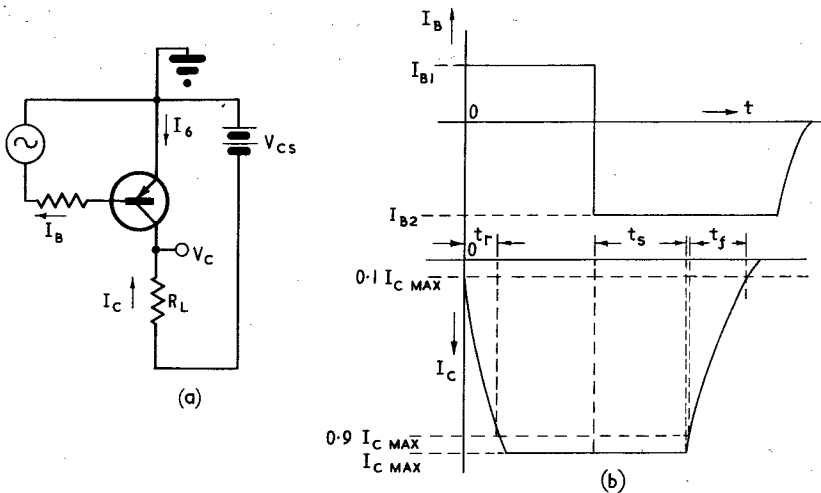 I_6
V_CS
I_B
V_C
I_C
R_L
(a)
I_B
I_B1
0
t
I_B2
t_r
t_s
t_f
0
0·1 I_C MAX
I_C
0·9 I_C MAX
I_C MAX
(b)